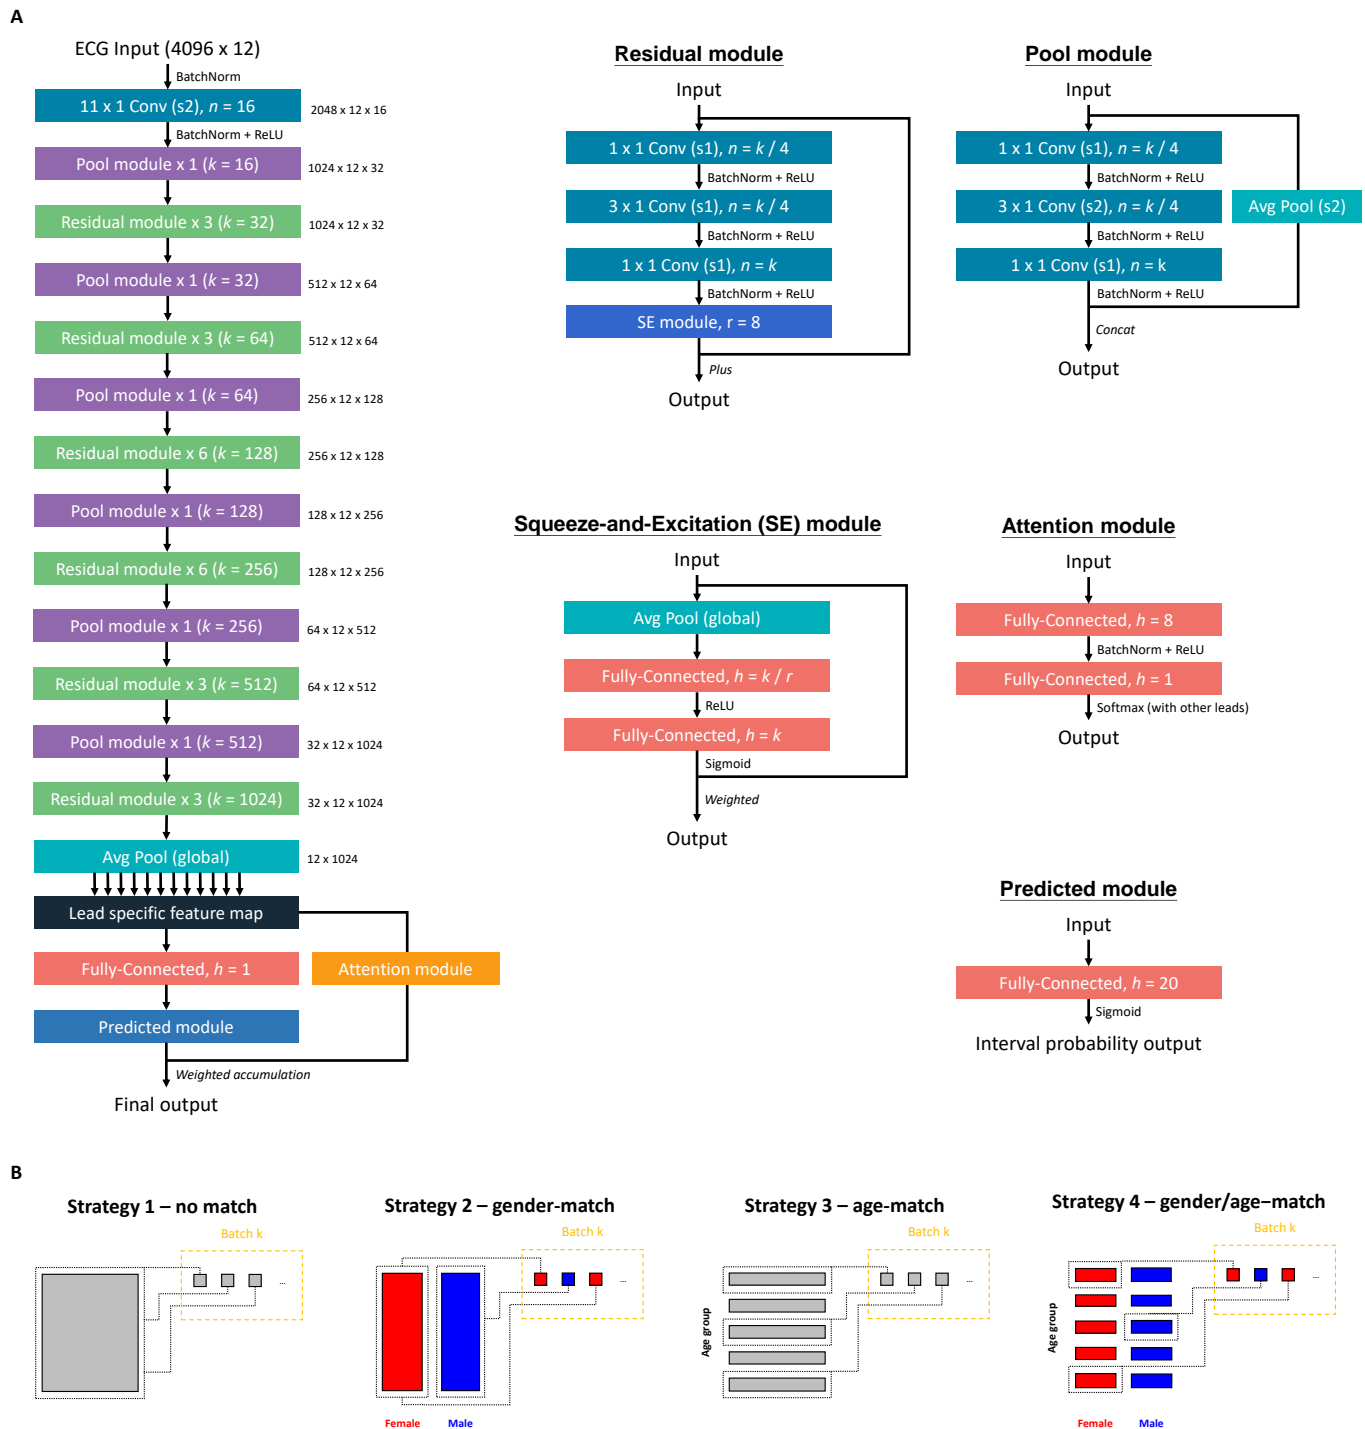 A
ECG Input (4096 x 12)
BatchNorm
11 x 1 Conv (s2), n = 16
2048 x 12 x 16
BatchNorm + ReLU
Pool module x 1 (k = 16)
1024 x 12 x 32
Residual module x 3 (k = 32)
1024 x 12 x 32
Pool module x 1 (k = 32)
512 x 12 x 64
Residual module x 3 (k = 64)
512 x 12 x 64
Pool module x 1 (k = 64)
256 x 12 x 128
Residual module x 6 (k = 128)
256 x 12 x 128
Pool module x 1 (k = 128)
128 x 12 x 256
Residual module x 6 (k = 256)
128 x 12 x 256
Pool module x 1 (k = 256)
64 x 12 x 512
Residual module x 3 (k = 512)
64 x 12 x 512
Pool module x 1 (k = 512)
32 x 12 x 1024
Residual module x 3 (k = 1024)
32 x 12 x 1024
Avg Pool (global)
12 x 1024
Lead specific feature map
Fully-Connected, h = 1
Attention module
Predicted module
Weighted accumulation
Final output
Residual module
Input
1 x 1 Conv (s1), n = k / 4
BatchNorm + ReLU
3 x 1 Conv (s1), n = k / 4
BatchNorm + ReLU
1 x 1 Conv (s1), n = k
BatchNorm + ReLU
SE module, r = 8
Plus
Output
Pool module
Input
1 x 1 Conv (s1), n = k / 4
BatchNorm + ReLU
3 x 1 Conv (s2), n = k / 4
Avg Pool (s2)
BatchNorm + ReLU
1 x 1 Conv (s1), n = k
BatchNorm + ReLU
Concat
Output
Squeeze-and-Excitation (SE) module
Input
Avg Pool (global)
Fully-Connected, h = k / r
ReLU
Fully-Connected, h = k
Sigmoid
Weighted
Output
Attention module
Input
Fully-Connected, h = 8
BatchNorm + ReLU
Fully-Connected, h = 1
Softmax (with other leads)
Output
Predicted module
Input
Fully-Connected, h = 20
Sigmoid
Interval probability output
B
Strategy 1 – no match
Batch k
...
Strategy 2 – gender-match
Batch k
...
Female
Male
Strategy 3 – age-match
Batch k
...
Age group
Strategy 4 – gender/age–match
Batch k
...
Age group
Female
Male